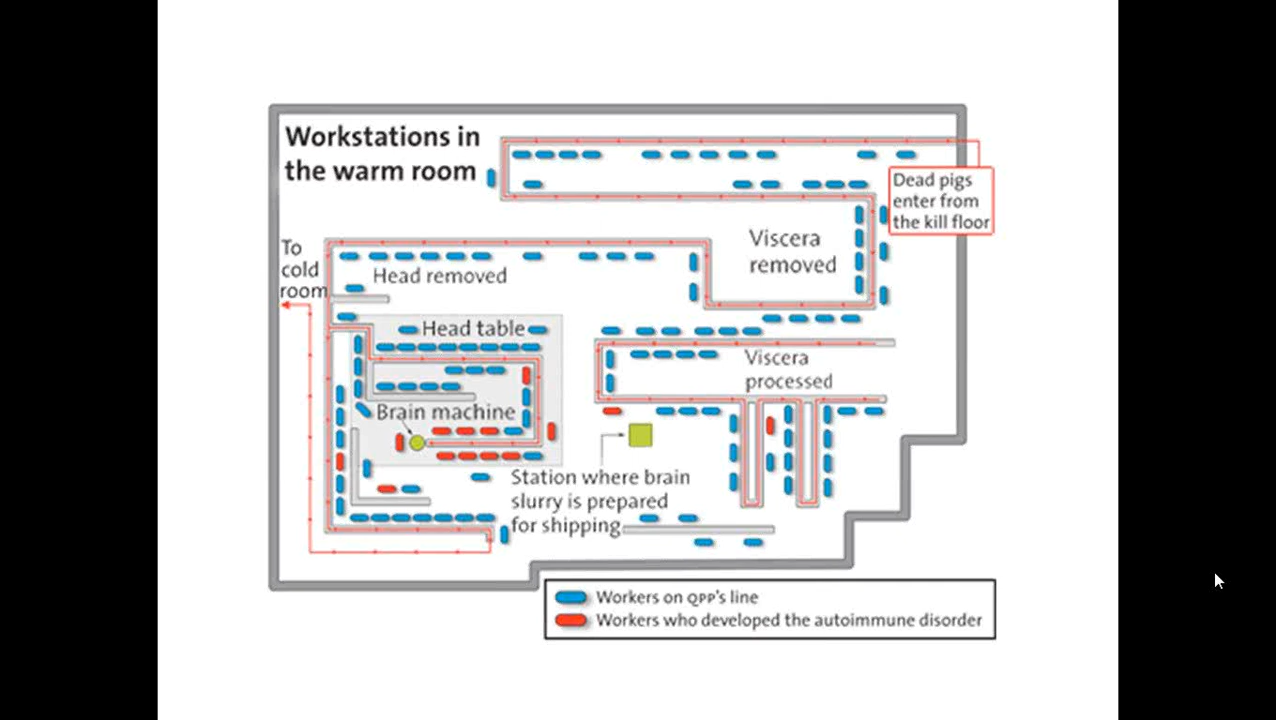 Workstations in
the warm room
Dead pigs
enter from
the kill floor
Viscera
removed
To
cold
room
Head removed
Head table
Viscera
processed
Brain machine
Station where brain
slurry is prepared
for shipping
Workers on QPP's line
Workers who developed the autoimmune disorder